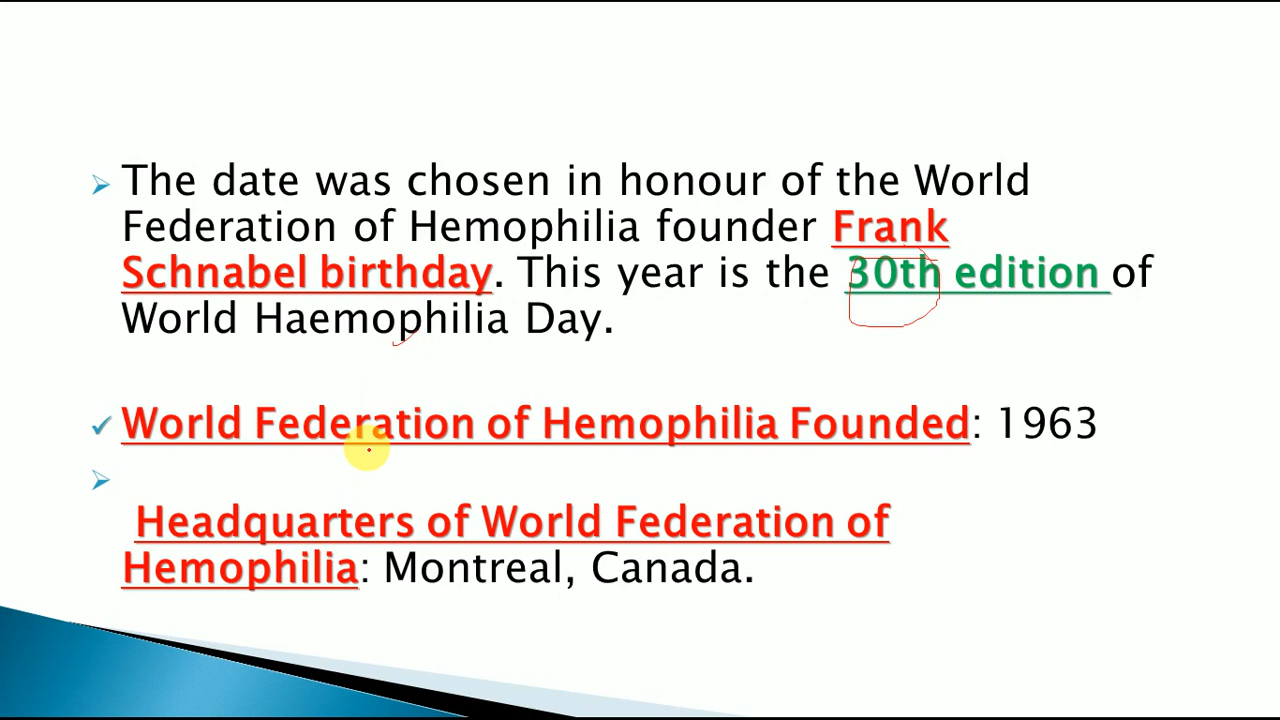 The date was chosen in honour of the World
Federation of Hemophilia founder Frank
Schnabel birthday. This year is the 30th edition of
World Haemophilia Day.
World Federation of Hemophilia Founded: 1963
Headquarters of World Federation of
Hemophilia: Montreal, Canada.